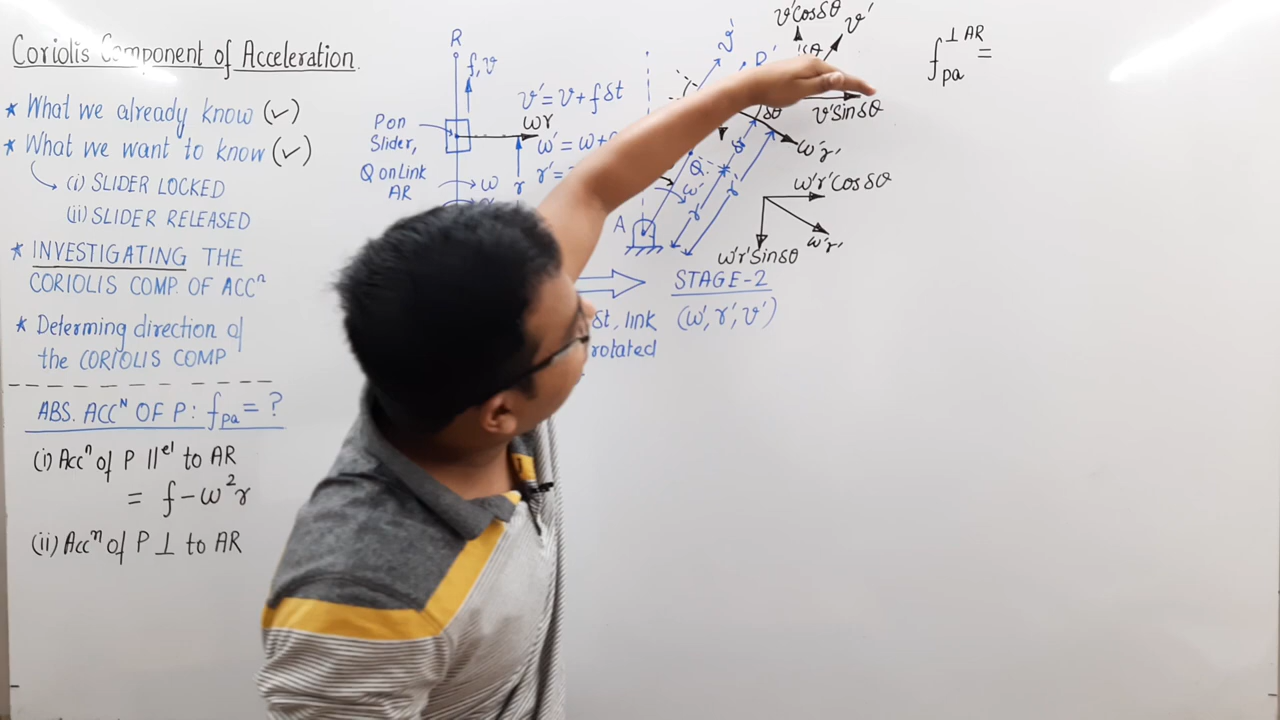 Coriolis Component of Acceleration.
* What we already know (✓)
* What we want to know (✓)
(i) SLIDER LOCKED
(ii) SLIDER RELEASED
* INVESTIGATING THE
CORIOLIS COMP. OF ACCⁿ
* Determing direction of
the CORIOLIS COMP
ABS. ACCᴺ OF P: f_pa = ?
(i) Accⁿ of P ||ᵉˡ to AR
= f - ω²r
(ii) Accⁿ of P ⊥ to AR
R
f, v
P on
Slider,
Q on Link
AR
ωr
ω
r
v' = v + fδt
ω' = ω +
r' =
δt, link
rotated
A
Q
ω'
r
r'
v'
R'
δθ
v'cosδθ
v'
v'sinδθ
ω'r'
ω'r'cosδθ
ω'r'
ω'r'sinδθ
STAGE-2
(ω', r', v')
f_pa^⊥AR =